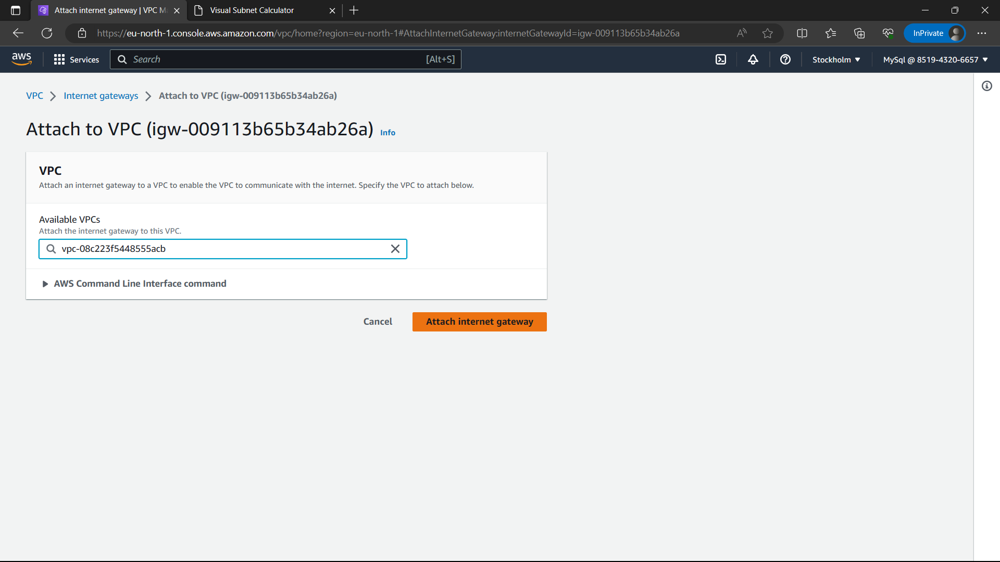 Attach internet gateway | VPC M
Visual Subnet Calculator
https://eu-north-1.console.aws.amazon.com/vpc/home?region=eu-north-1#AttachInternetGateway:internetGatewayId=igw-009113b65b34ab26a
InPrivate
aws
Services
Search
[Alt+S]
Stockholm
MySql @ 8519-4320-6657
VPC
Internet gateways
Attach to VPC (igw-009113b65b34ab26a)
Attach to VPC (igw-009113b65b34ab26a)
Info
VPC
Attach an internet gateway to a VPC to enable the VPC to communicate with the internet. Specify the VPC to attach below.
Available VPCs
Attach the internet gateway to this VPC.
vpc-08c223f5448555acb
AWS Command Line Interface command
Cancel
Attach internet gateway